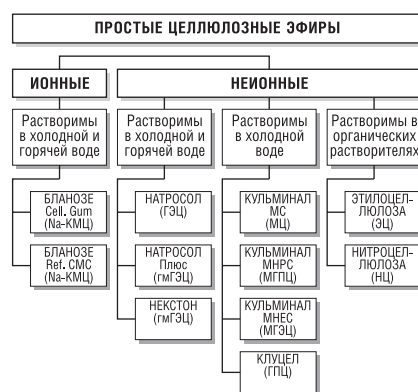 ПРОСТЫЕ ЦЕЛЛЮЛОЗНЫЕ ЭФИРЫ
ИОННЫЕ
НЕИОННЫЕ
Растворимы
в холодной и
горячей воде
Растворимы
в холодной и
горячей воде
Растворимы
в холодной
воде
Растворимы в
органических
растворителях
БЛАНОЗЕ
Cell. Gum
(Na-КМЦ)
БЛАНОЗЕ
Ref. CMC
(Na-КМЦ)
НАТРОСОЛ
(ГЭЦ)
НАТРОСОЛ
Плюс
(гмГЭЦ)
НЕКСТОН
(гмГЭЦ)
КУЛЬМИНАЛ
МС
(МЦ)
КУЛЬМИНАЛ
МНРС
(МГПЦ)
КУЛЬМИНАЛ
МНЕС
(МГЭЦ)
КЛУЦЕЛ
(ГПЦ)
ЭТИЛОЦЕЛ-
ЛЮЛОЗА
(ЭЦ)
НИТРОЦЕЛ-
ЛЮЛОЗА
(НЦ)